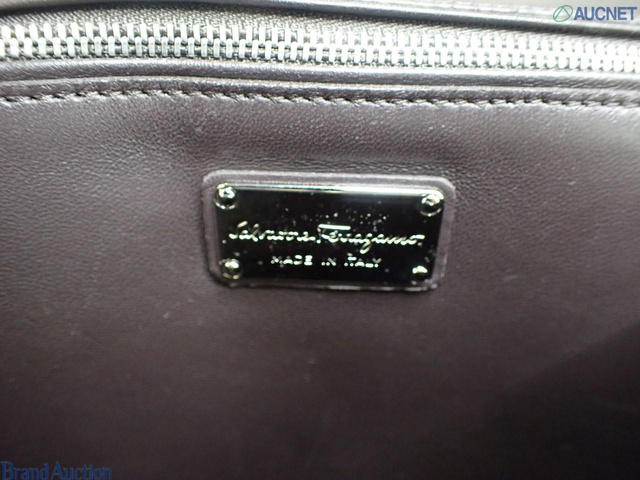 AUCNET
Salvatore Ferragamo
MADE IN ITALY
Brand Auction